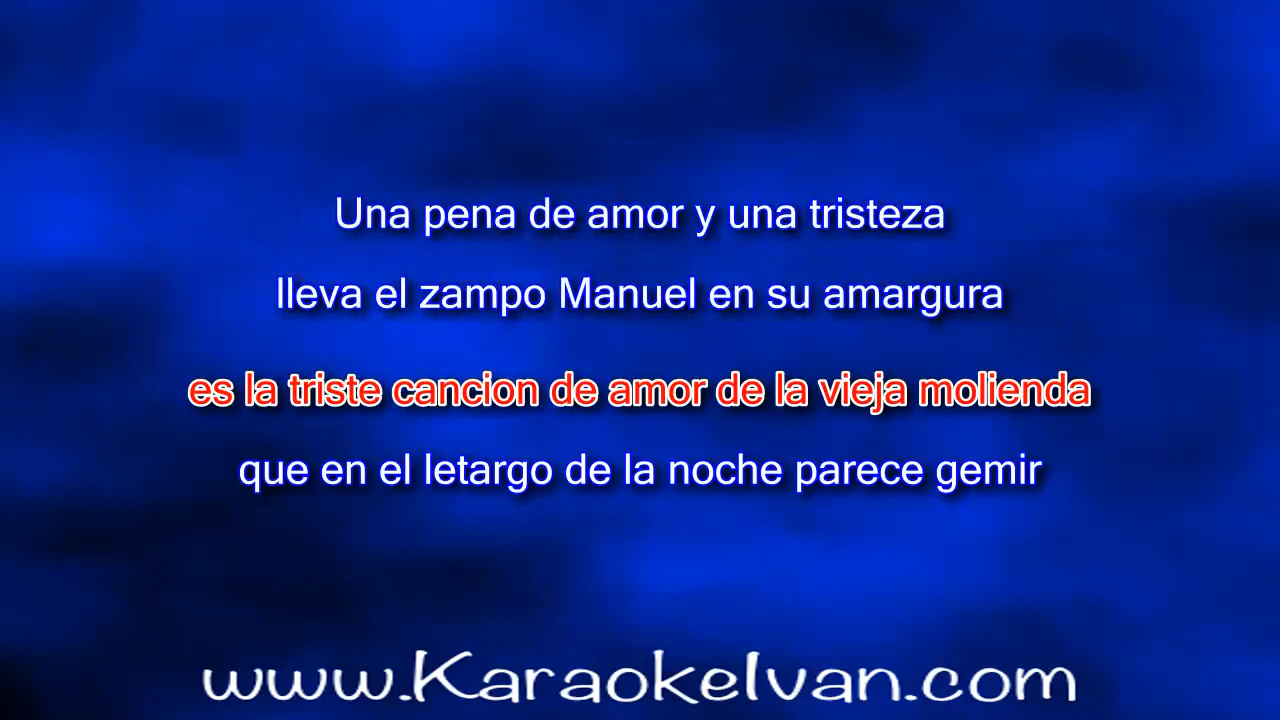 Una pena de amor y una tristeza
lleva el zampo Manuel en su amargura
es la triste cancion de amor de la vieja molienda
que en el letargo de la noche parece gemir
www.KaraokeIvan.com